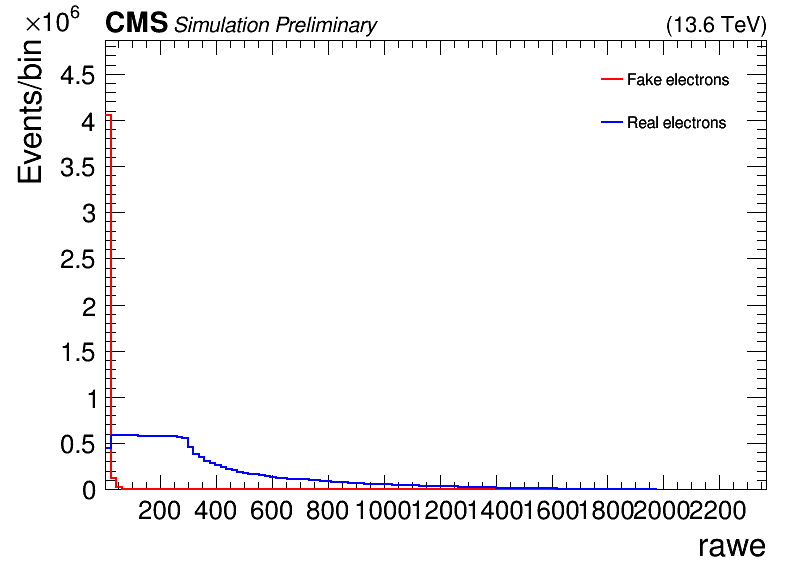 ×10^6
CMS Simulation Preliminary (13.6 TeV)
Events/bin
Fake electrons
Real electrons
4.5
4
3.5
3
2.5
2
1.5
1
0.5
0
200 400 600 800 1000 1200 1400 1600 1800 2000 2200
rawe